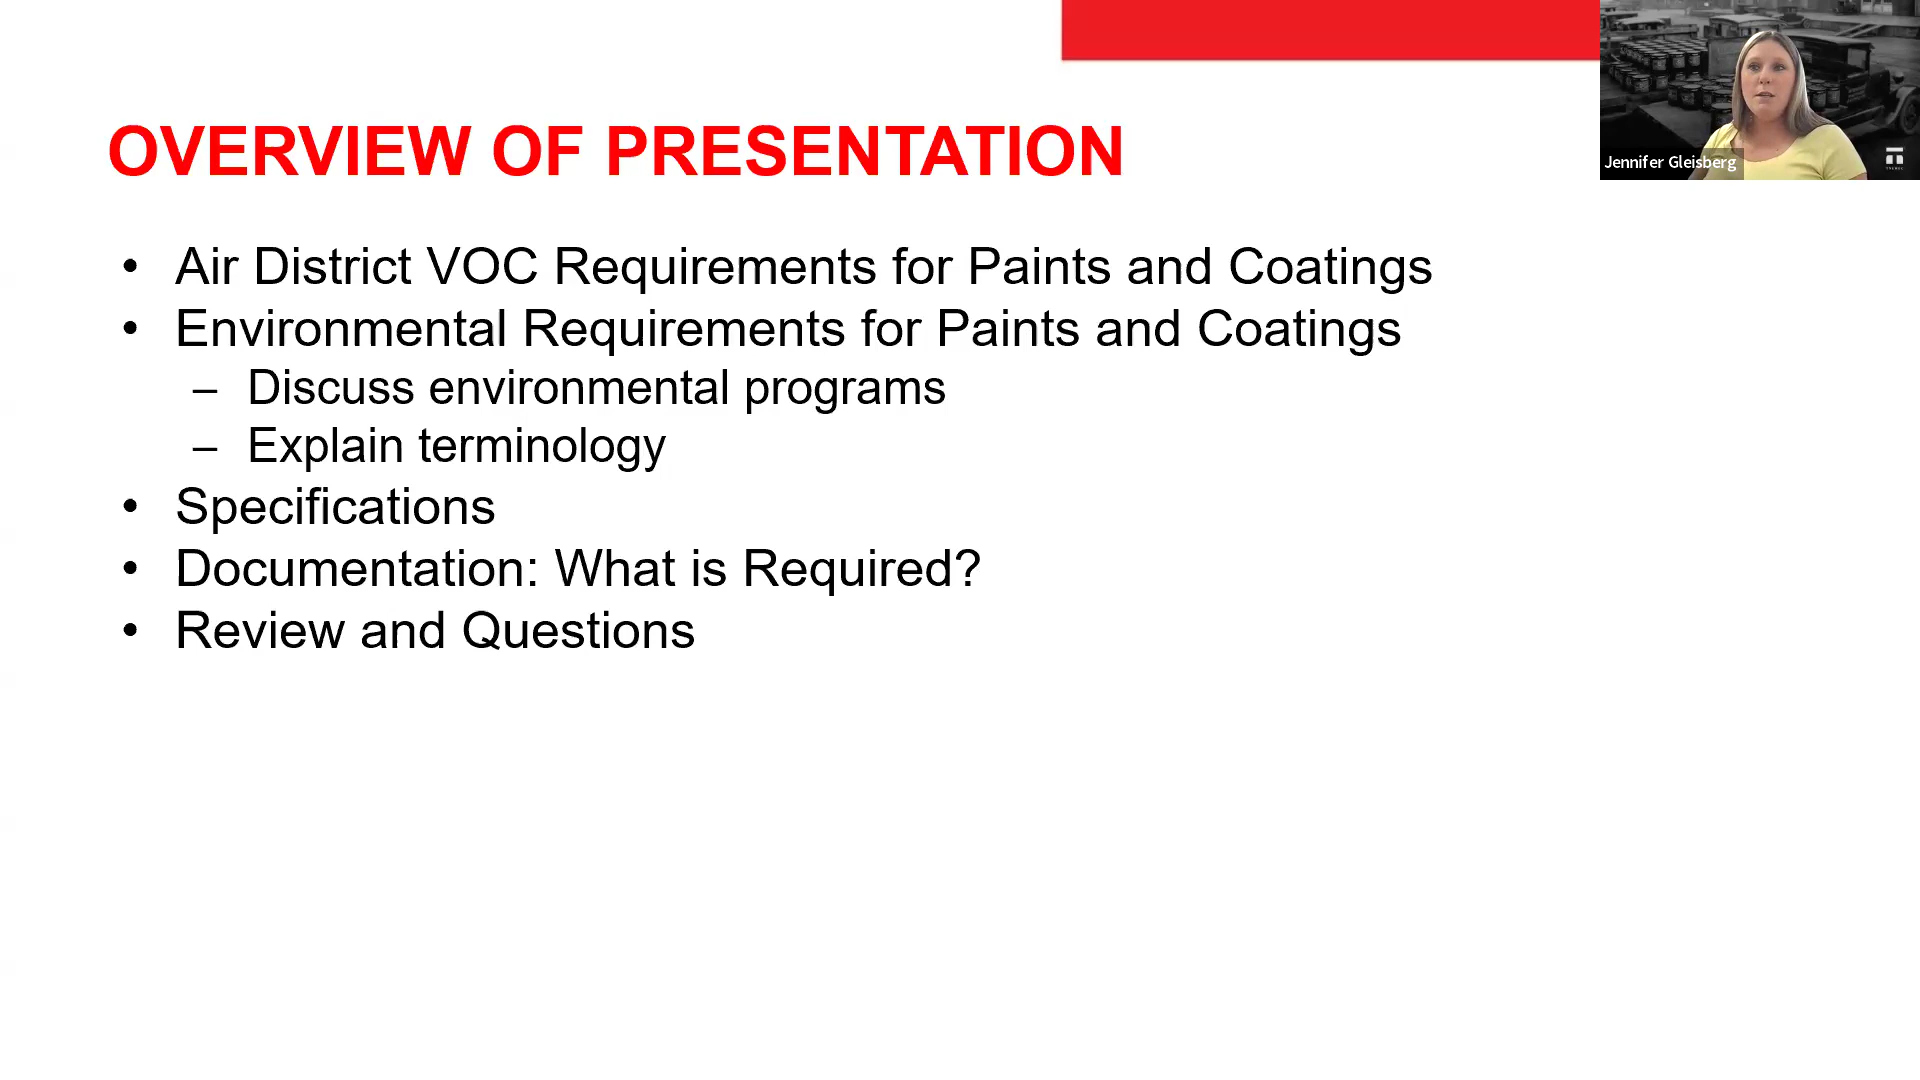 OVERVIEW OF PRESENTATION
• Air District VOC Requirements for Paints and Coatings
• Environmental Requirements for Paints and Coatings
– Discuss environmental programs
– Explain terminology
• Specifications
• Documentation: What is Required?
• Review and Questions
Jennifer Gleisberg